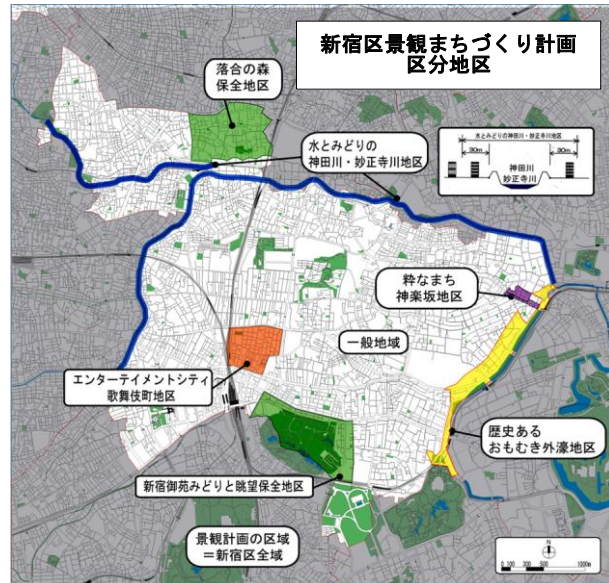 新宿区景観まちづくり計画
区分地区
落合の森
保全地区
水とみどりの
神田川・妙正寺川地区
水とみどりの神田川・妙正寺川地区
30m
30m
神田川
妙正寺川
粋なまち
神楽坂地区
一般地域
エンターテイメントシティ
歌舞伎町地区
歴史ある
おもむき外濠地区
新宿御苑みどりと眺望保全地区
景観計画の区域
＝新宿区全域
N
0 100 300 500 1000m